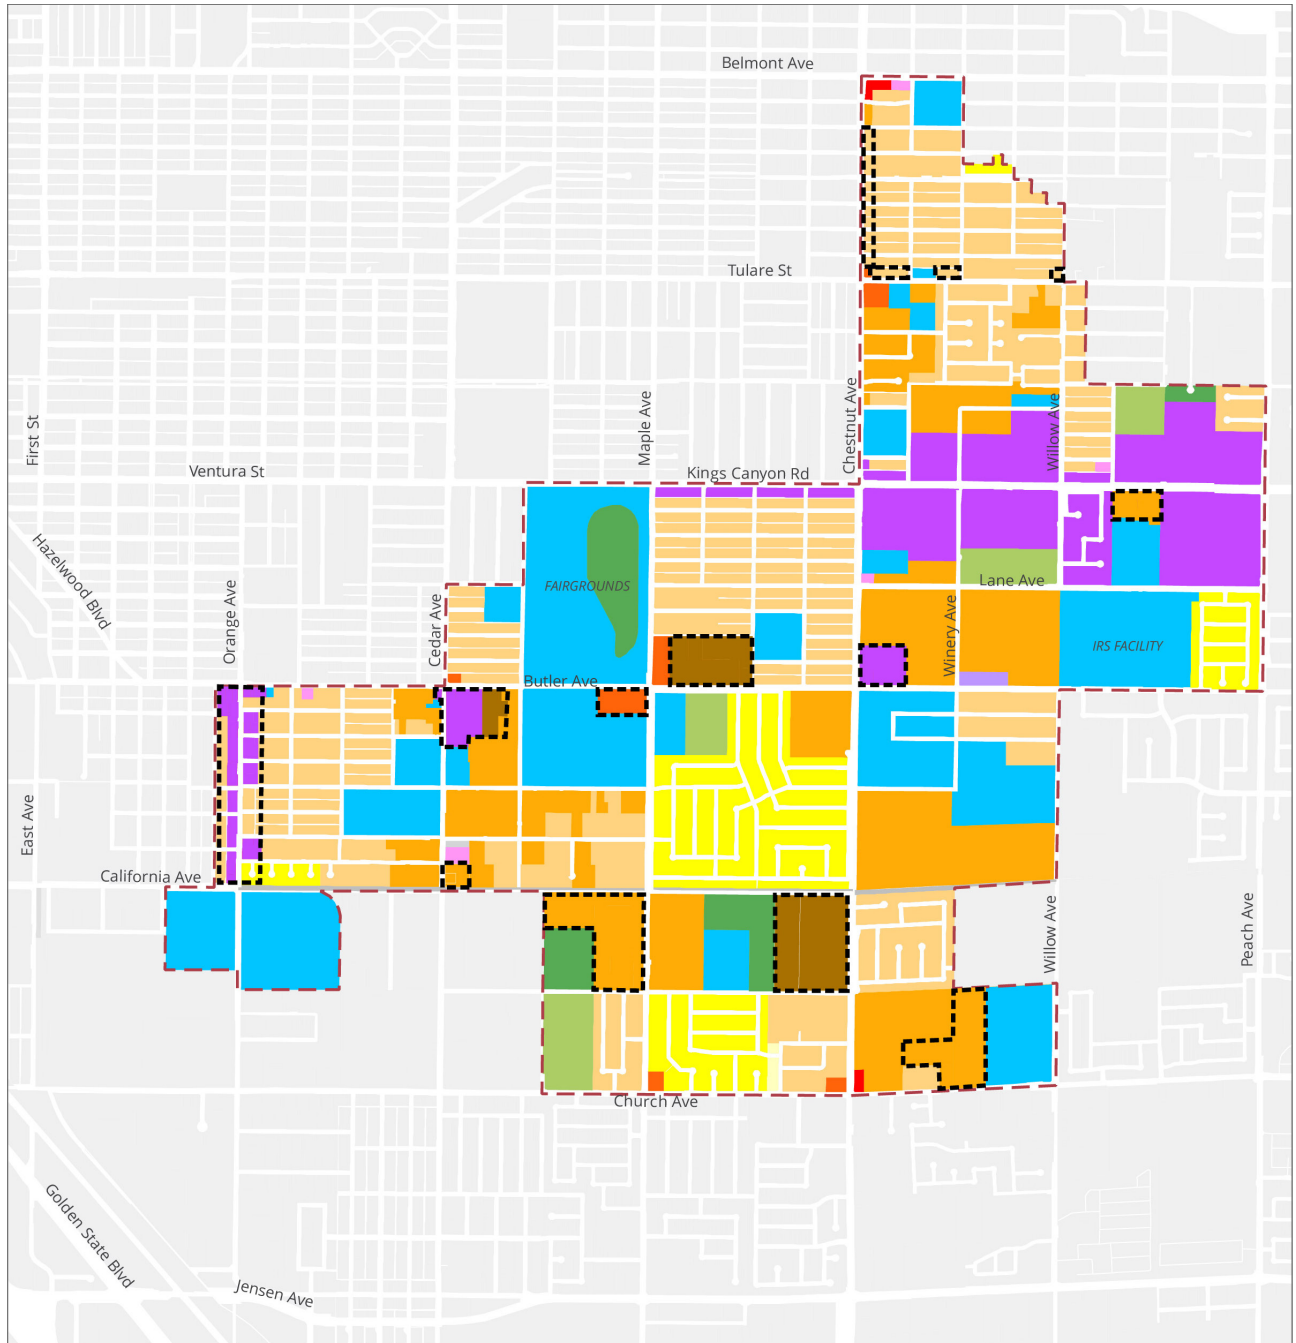 Belmont Ave
Tulare St
First St
Maple Ave
Chestnut Ave
Willow Ave
Ventura St
Kings Canyon Rd
Hazelwood Blvd
Orange Ave
Cedar Ave
FAIRGROUNDS
Lane Ave
Winery Ave
IRS FACILITY
Butler Ave
East Ave
California Ave
Willow Ave
Peach Ave
Church Ave
Golden State Blvd
Jensen Ave